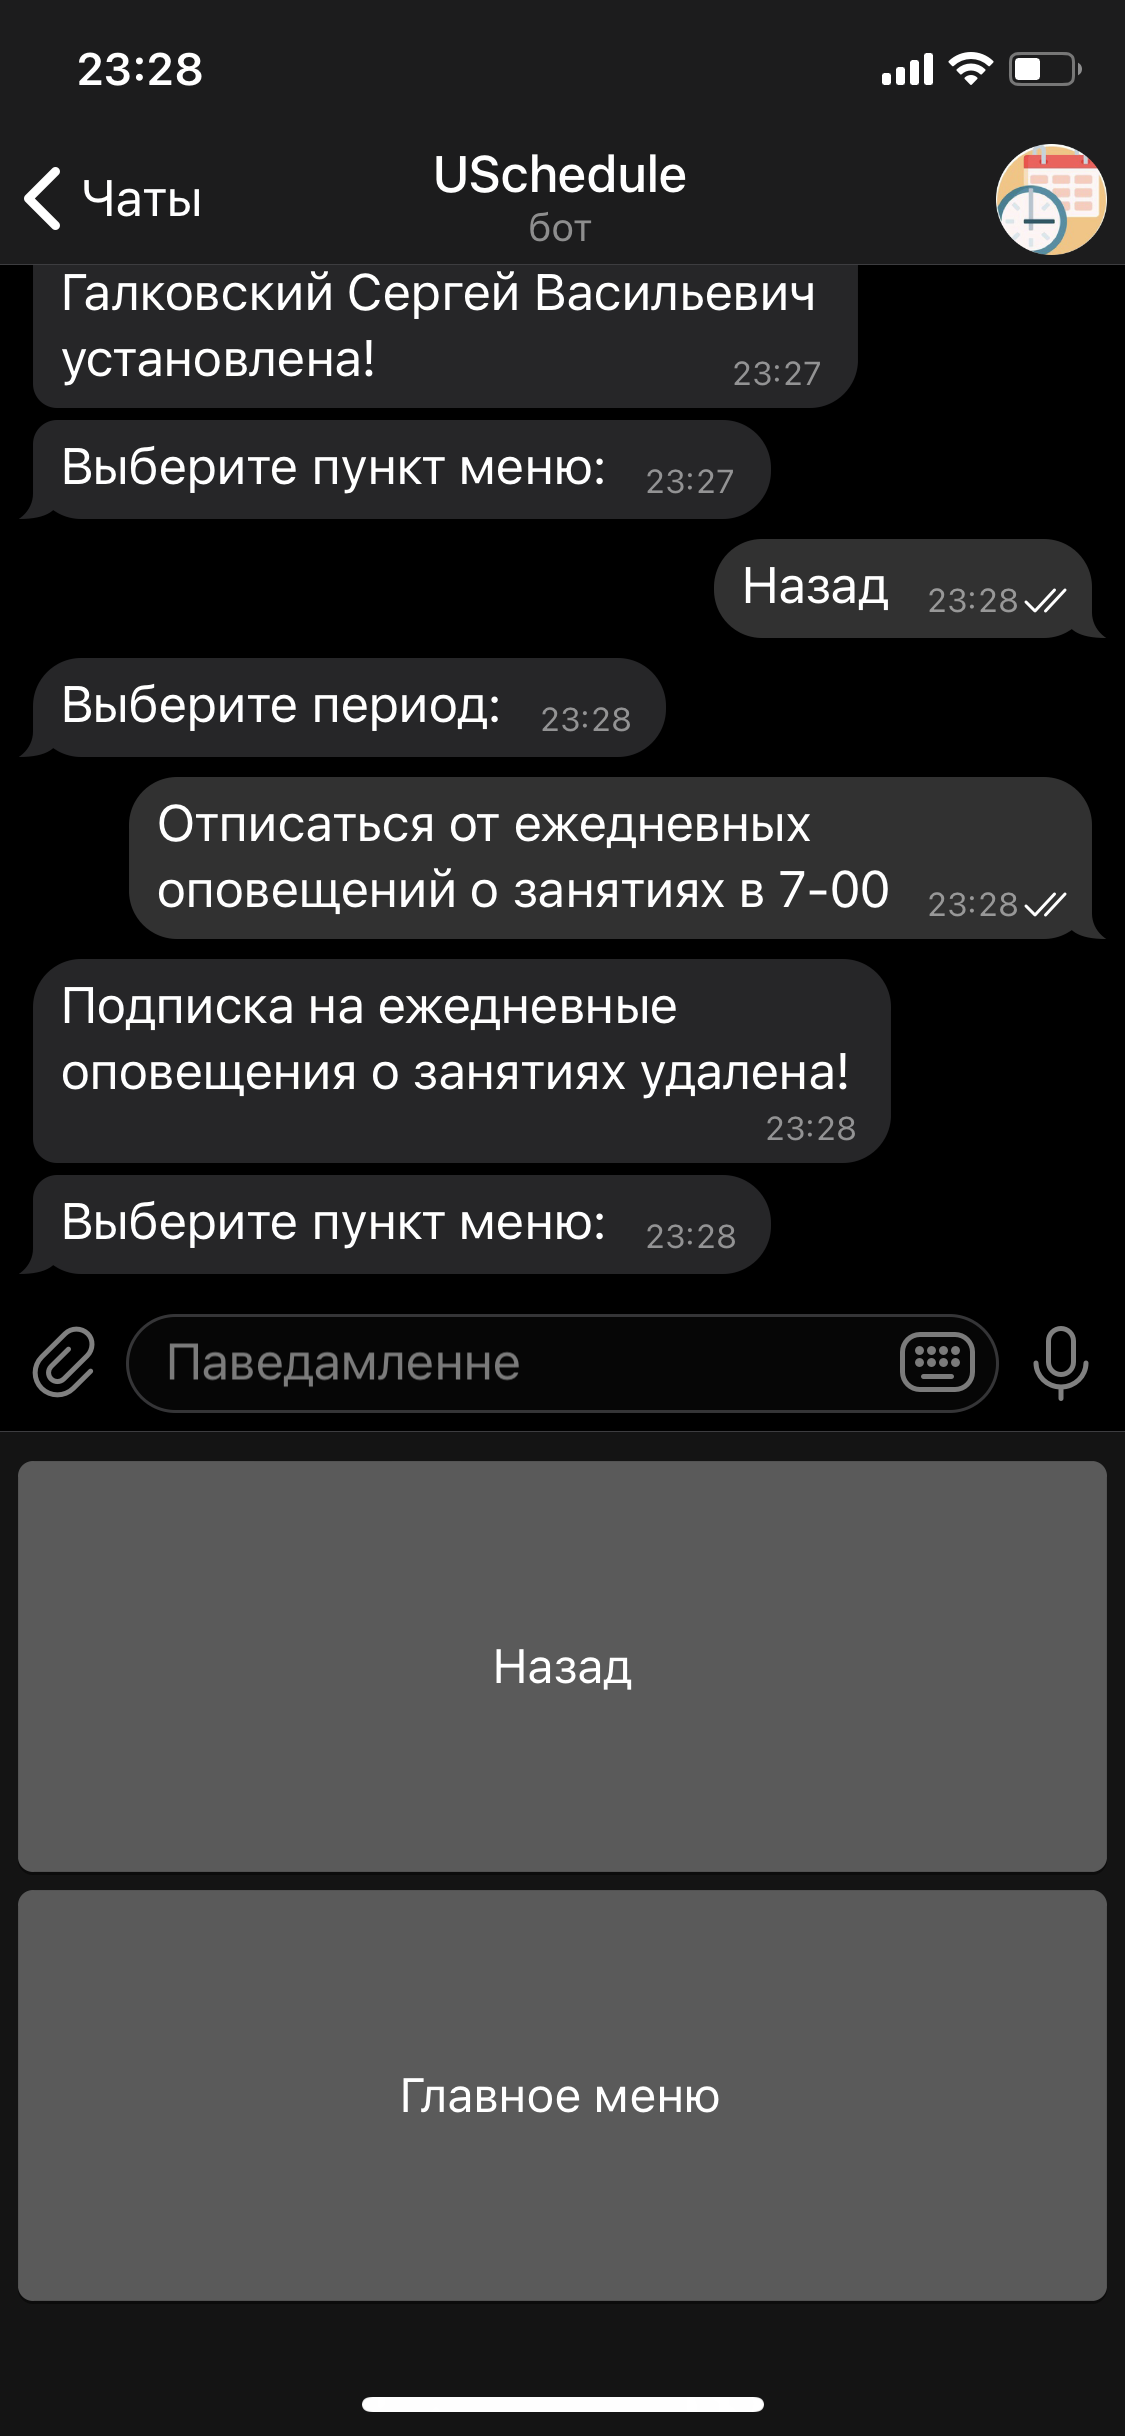 23:28
Чаты
USchedule
бот
Галковский Сергей Васильевич
установлена!
23:27
Выберите пункт меню:
23:27
Назад
23:28
Выберите период:
23:28
Отписаться от ежедневных
оповещений о занятиях в 7-00
23:28
Подписка на ежедневные
оповещения о занятиях удалена!
23:28
Выберите пункт меню:
23:28
Паведамленне
Назад
Главное меню